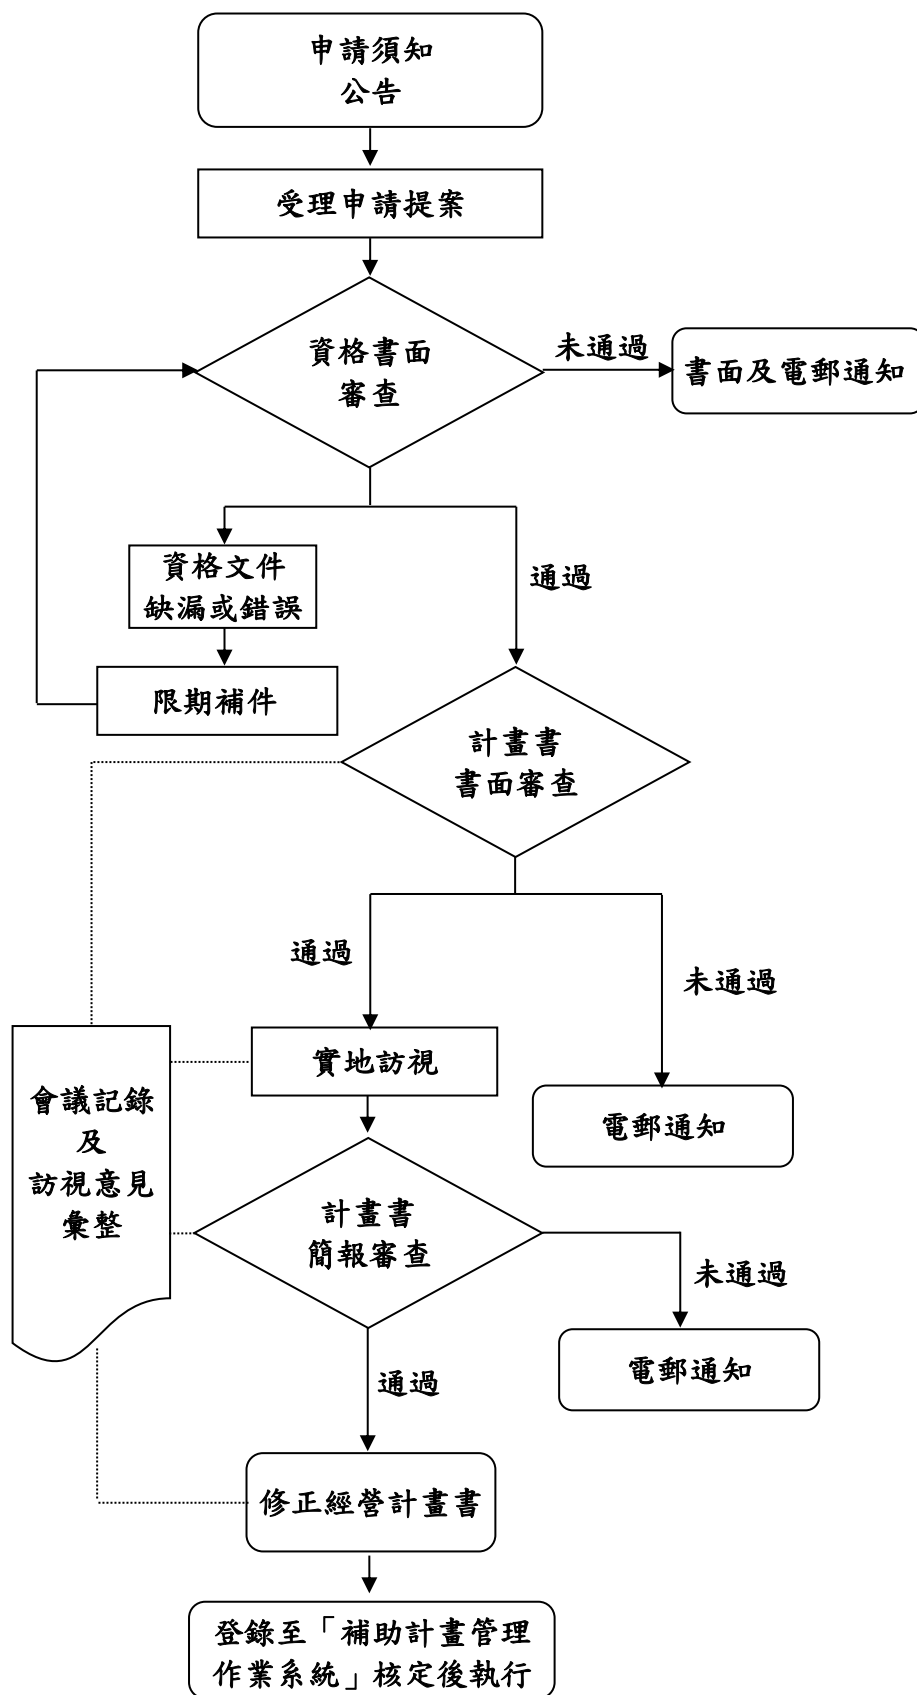 申請須知
公告
受理申請提案
資格書面
審查
未通過
書面及電郵通知
資格文件
缺漏或錯誤
通過
限期補件
計畫書
書面審查
通過
未通過
實地訪視
會議記錄
及
訪視意見
彙整
電郵通知
計畫書
簡報審查
未通過
電郵通知
通過
修正經營計畫書
登錄至「補助計畫管理
作業系統」核定後執行